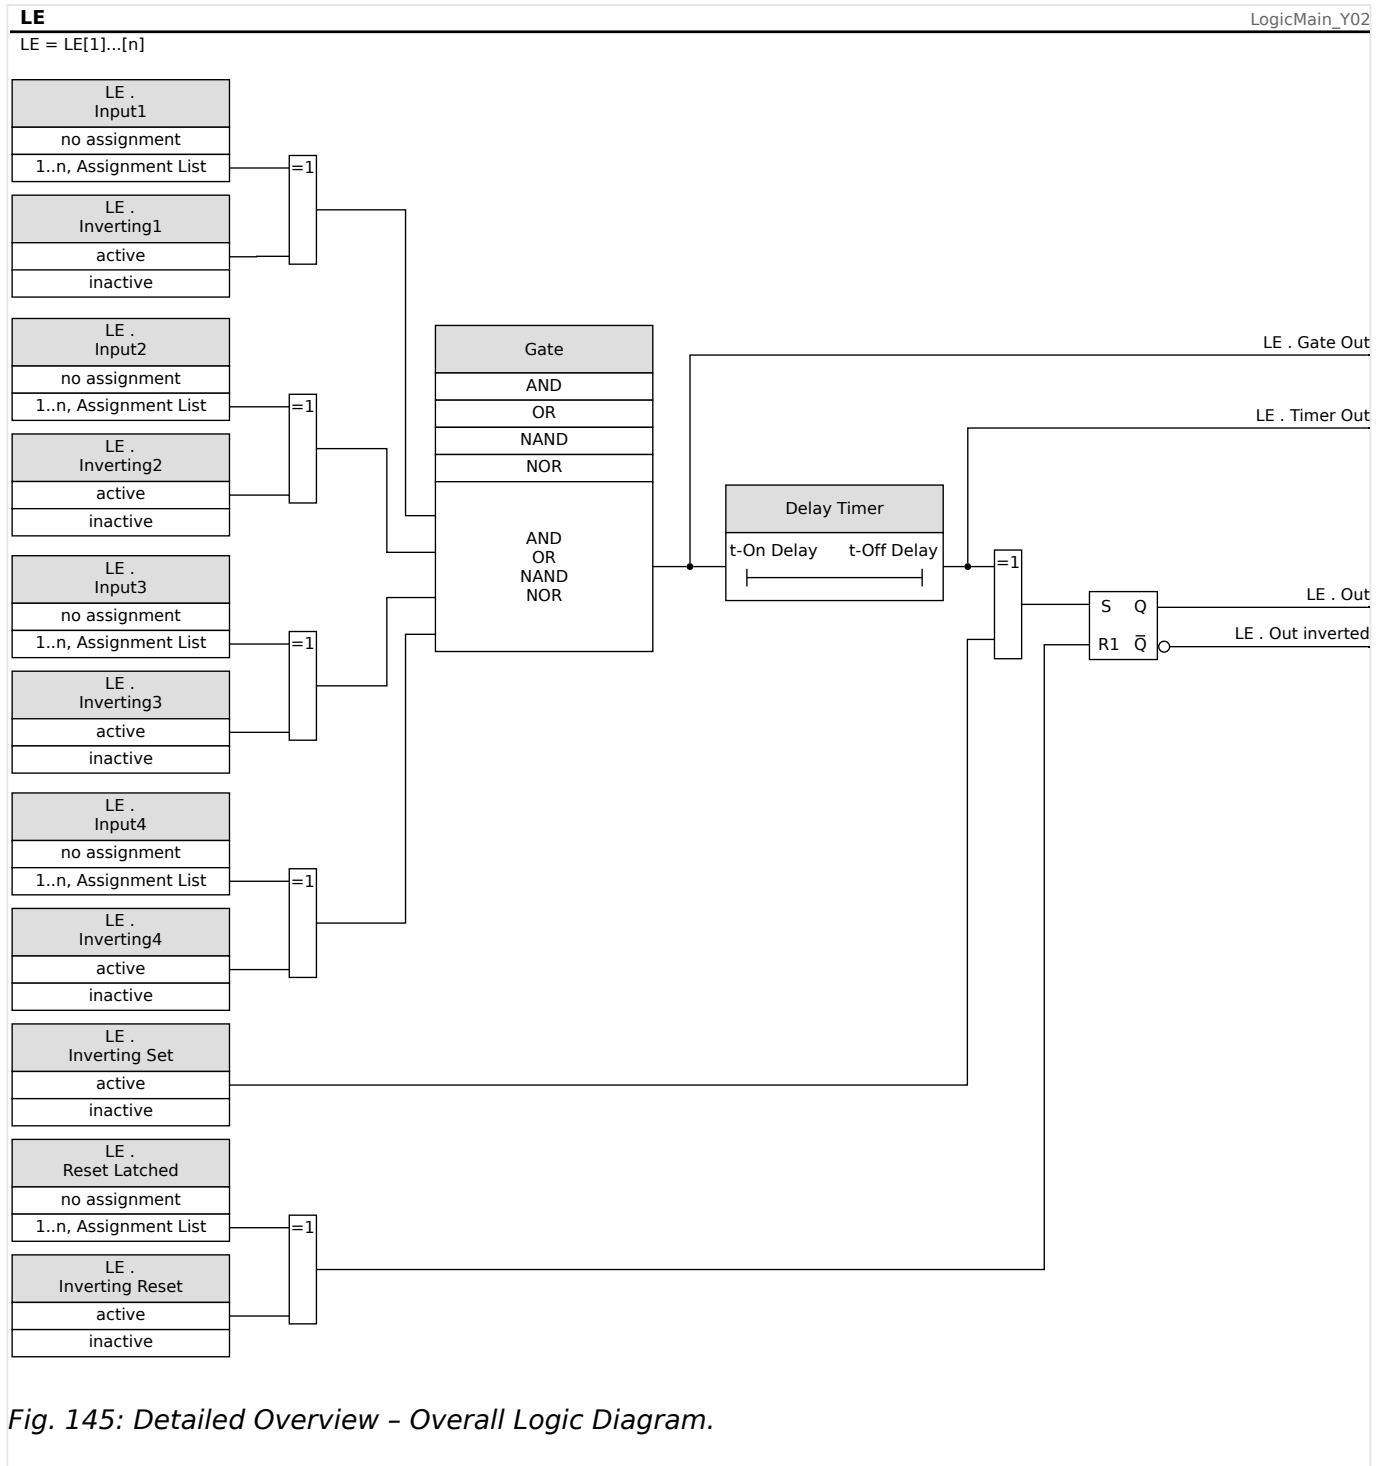 LE
LogicMain_Y02
LE = LE[1]...[n]
LE .
Input1
no assignment
1..n, Assignment List
=1
LE .
Inverting1
active
inactive
LE .
Input2
no assignment
1..n, Assignment List
=1
LE .
Inverting2
active
inactive
LE .
Input3
no assignment
1..n, Assignment List
=1
LE .
Inverting3
active
inactive
LE .
Input4
no assignment
1..n, Assignment List
=1
LE .
Inverting4
active
inactive
LE .
Inverting Set
active
inactive
LE .
Reset Latched
no assignment
1..n, Assignment List
=1
LE .
Inverting Reset
active
inactive
Gate
AND
OR
NAND
NOR
AND
OR
NAND
NOR
Delay Timer
t-On Delay t-Off Delay
=1
S Q
R1 Q̅
LE . Gate Out
LE . Timer Out
LE . Out
LE . Out inverted
Fig. 145: Detailed Overview – Overall Logic Diagram.